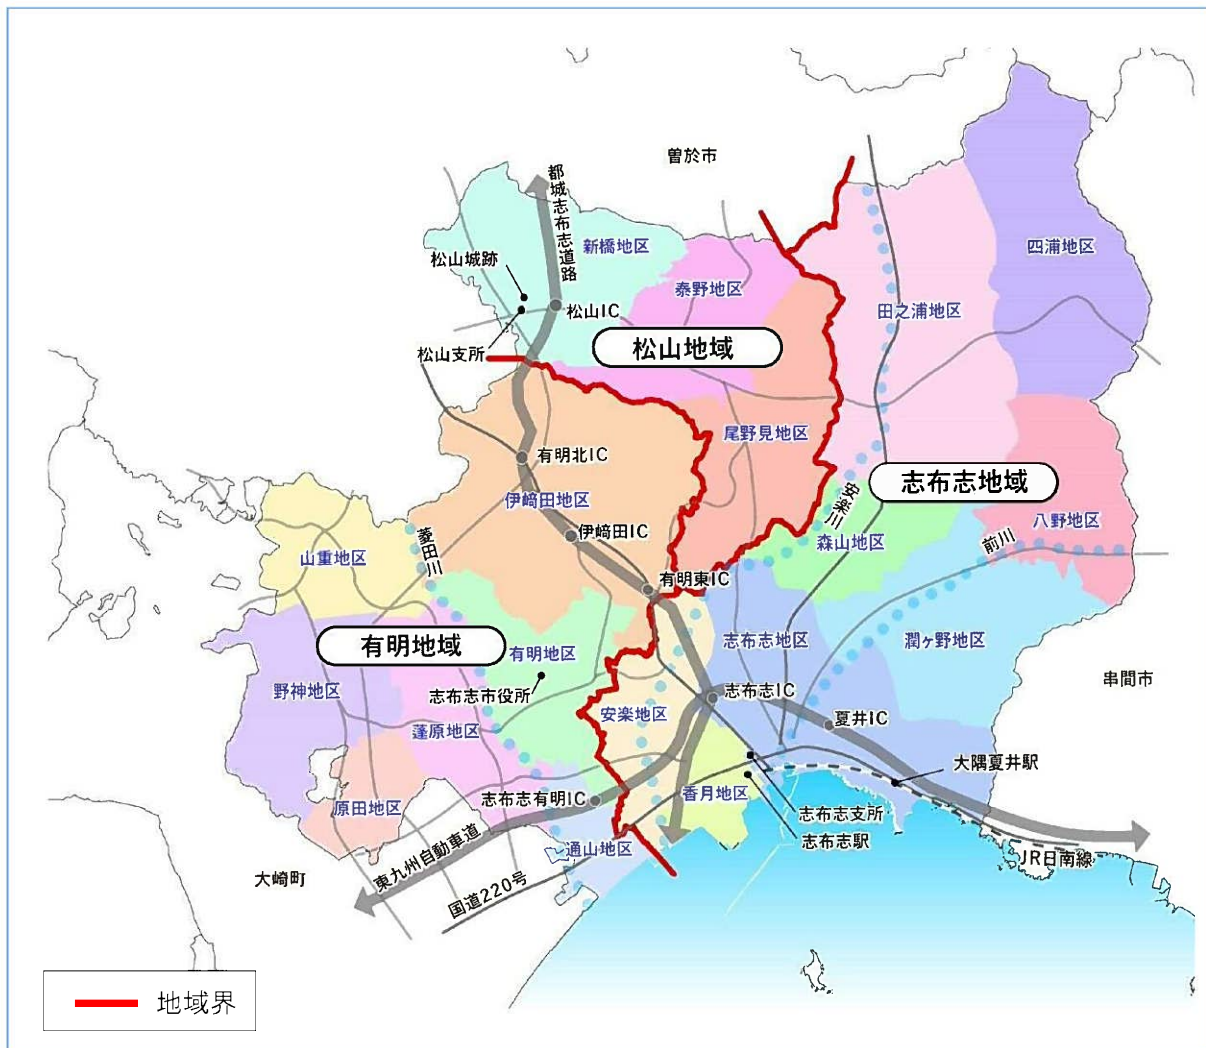 曽於市
都城志布志道路
新橋地区
四浦地区
松山城跡
泰野地区
松山IC
田之浦地区
松山地域
松山支所
尾野見地区
有明北IC
志布志地域
伊﨑田地区
安楽川
八野地区
菱田川
伊﨑田IC
森山地区
前川
山重地区
有明東IC
有明地域
有明地区
志布志地区
潤ヶ野地区
串間市
野神地区
志布志市役所
志布志IC
安楽地区
夏井IC
蓬原地区
大隅夏井駅
香月地区
志布志有明IC
原田地区
志布志支所
志布志駅
通山地区
東九州自動車道
JR日南線
大崎町
国道220号
地域界